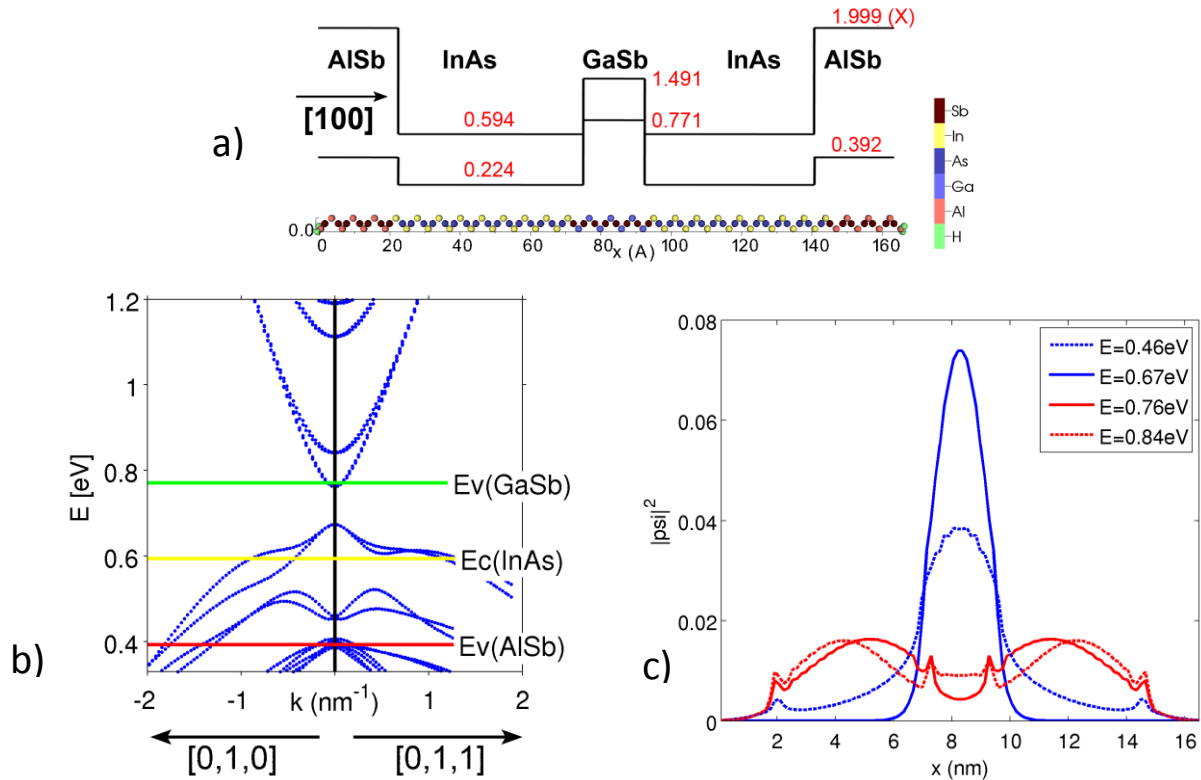 1.999 (X)
AlSb InAs GaSb InAs AlSb
1.491
[100]
0.594 0.771 0.392
0.224
a)
Sb
In
As
Ga
Al
H
0.0
0 20 40 60 80 100 120 140 160
x (A)
1.2
1
0.8
0.6
0.4
E [eV]
Ev(GaSb)
Ec(InAs)
Ev(AlSb)
b)
-2 -1 k (nm⁻¹) 1 2
[0,1,0] [0,1,1]
0.08
0.06
0.04
0.02
0
|psi|²
E=0.46eV
E=0.67eV
E=0.76eV
E=0.84eV
c)
2 4 6 8 10 12 14 16
x (nm)